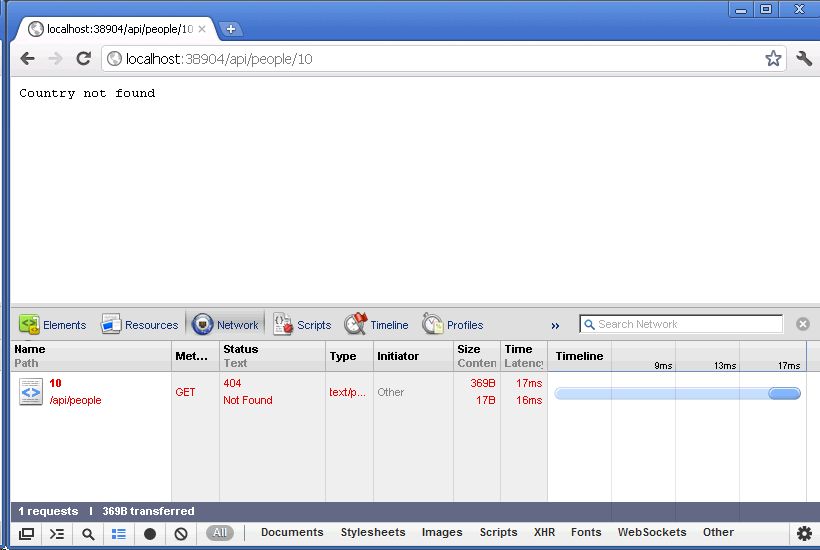 localhost:38904/api/people/10
localhost:38904/api/people/10
Country not found
Elements Resources Network Scripts Timeline Profiles » Search Network
Name Met... Status Type Initiator Size Time Timeline
Path Text Conten Latency 9ms 13ms 17ms
10 404 369B 17ms
GET text/p... Other
/api/people Not Found 17B 16ms
1 requests | 369B transferred
All | Documents Stylesheets Images Scripts XHR Fonts WebSockets Other